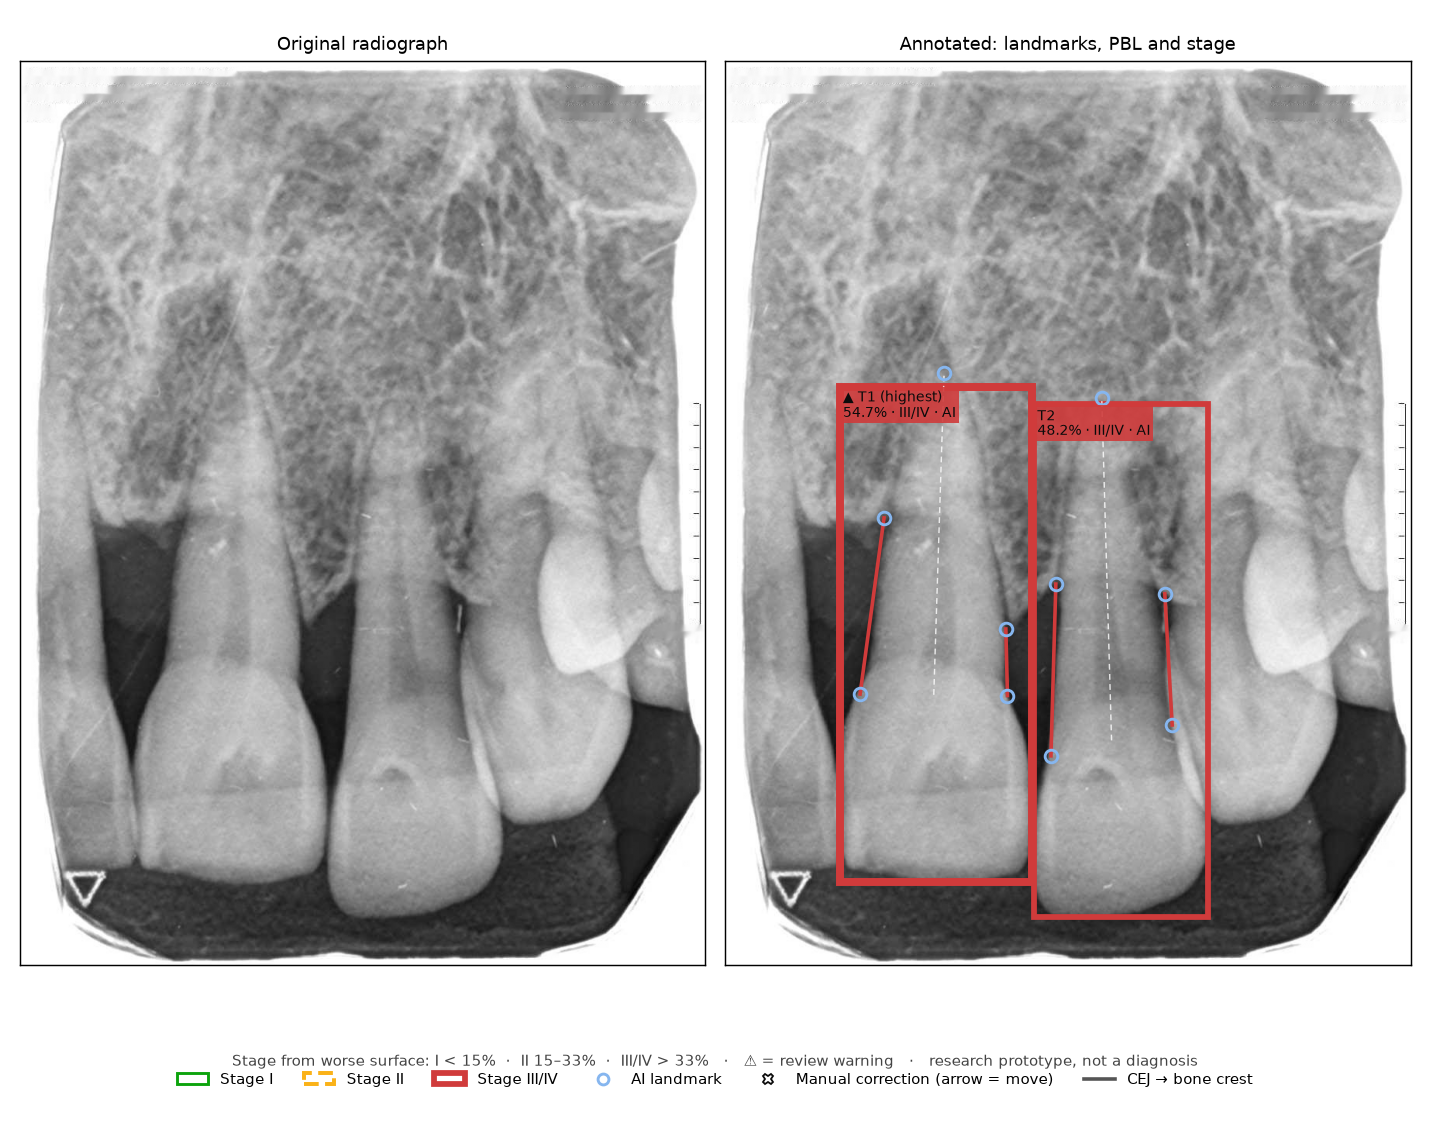 Original radiograph
Annotated: landmarks, PBL and stage
▲ T1 (highest)
54.7% · III/IV · AI
T2
48.2% · III/IV · AI
Stage from worse surface: I < 15%  ·  II 15–33%  ·  III/IV > 33%  ·  ⚠ = review warning  ·  research prototype, not a diagnosis
Stage I  Stage II  Stage III/IV  AI landmark  Manual correction (arrow = move)  CEJ → bone crest